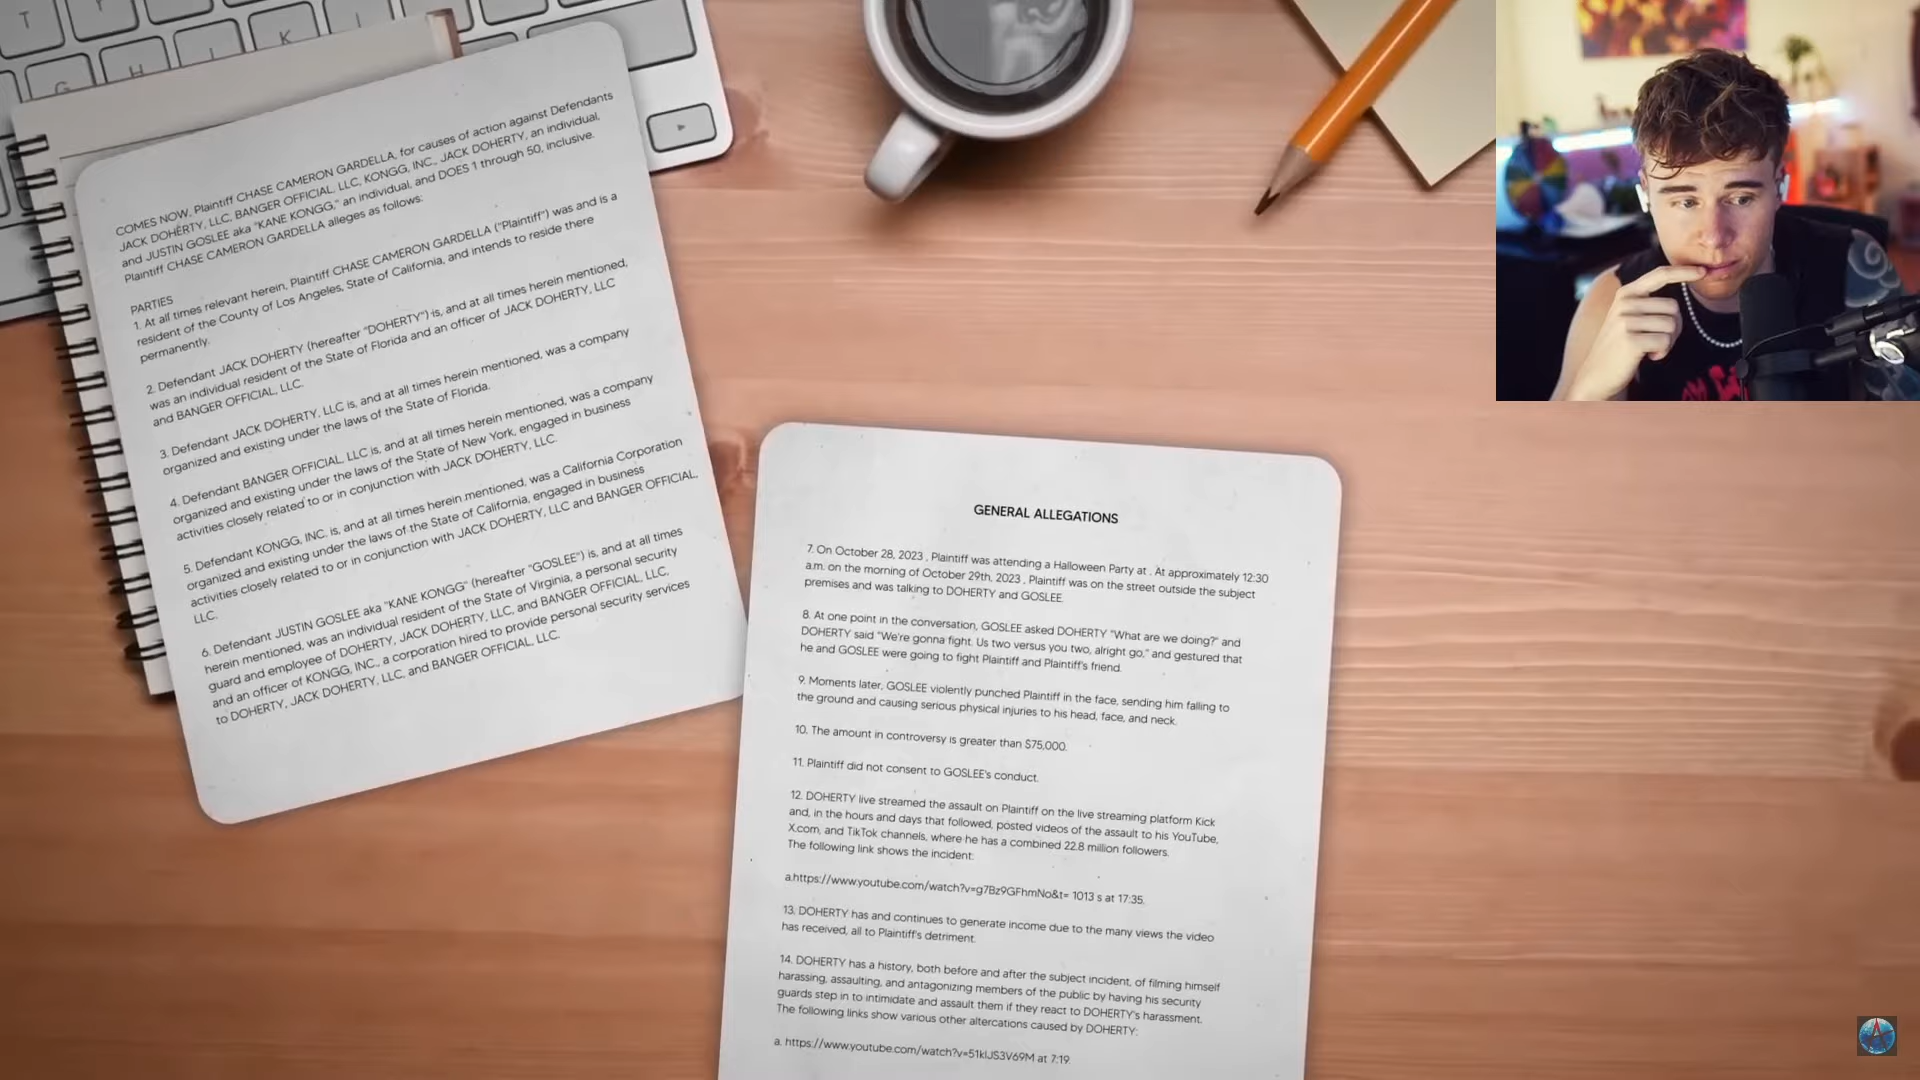 T
Y
I
G
H
J
K
COMES NOW, Plaintiff CHASE CAMERON GARDELLA, for causes of action against Defendants
JACK DOHERTY, LLC, BANGER OFFICIAL, LLC, KONGG, INC., JACK DOHERTY, an individual,
and JUSTIN GOSLEE aka "KANE KONGG," an individual, and DOES 1 through 50, inclusive.
Plaintiff CHASE CAMERON GARDELLA alleges as follows:
PARTIES
1. At all times relevant herein, Plaintiff CHASE CAMERON GARDELLA ("Plaintiff") was and is a
resident of the County of Los Angeles, State of California, and intends to reside there
permanently.
2. Defendant JACK DOHERTY (hereafter "DOHERTY") is, and at all times herein mentioned,
was an individual resident of the State of Florida and an officer of JACK DOHERTY, LLC
and BANGER OFFICIAL, LLC.
3. Defendant JACK DOHERTY, LLC is, and at all times herein mentioned, was a company
organized and existing under the laws of the State of Florida.
4. Defendant BANGER OFFICIAL, LLC is, and at all times herein mentioned, was a company
organized and existing under the laws of the State of New York, engaged in business
activities closely related to or in conjunction with JACK DOHERTY, LLC.
5. Defendant KONGG, INC. is, and at all times herein mentioned, was a California Corporation
organized and existing under the laws of the State of California, engaged in business
activities closely related to or in conjunction with JACK DOHERTY, LLC and BANGER OFFICIAL,
LLC.
6. Defendant JUSTIN GOSLEE aka "KANE KONGG" (hereafter "GOSLEE") is, and at all times
herein mentioned, was an individual resident of the State of Virginia, a personal security
guard and employee of DOHERTY, JACK DOHERTY, LLC, and BANGER OFFICIAL, LLC,
and an officer of KONGG, INC., a corporation hired to provide personal security services
to DOHERTY, JACK DOHERTY, LLC, and BANGER OFFICIAL, LLC.
GENERAL ALLEGATIONS
7. On October 28, 2023 , Plaintiff was attending a Halloween Party at . At approximately 12:30
a.m. on the morning of October 29th, 2023 , Plaintiff was on the street outside the subject
premises and was talking to DOHERTY and GOSLEE.
8. At one point in the conversation, GOSLEE asked DOHERTY "What are we doing?" and
DOHERTY said "We're gonna fight. Us two versus you two, alright go," and gestured that
he and GOSLEE were going to fight Plaintiff and Plaintiff's friend.
9. Moments later, GOSLEE violently punched Plaintiff in the face, sending him falling to
the ground and causing serious physical injuries to his head, face, and neck.
10. The amount in controversy is greater than $75,000.
11. Plaintiff did not consent to GOSLEE's conduct.
12. DOHERTY live streamed the assault on Plaintiff on the live streaming platform Kick
and, in the hours and days that followed, posted videos of the assault to his YouTube,
X.com, and TikTok channels, where he has a combined 22.8 million followers.
The following link shows the incident:
a.https://www.youtube.com/watch?v=g7Bz9GFhmNo&t= 1013 s at 17:35.
13. DOHERTY has and continues to generate income due to the many views the video
has received, all to Plaintiff's detriment.
14. DOHERTY has a history, both before and after the subject incident, of filming himself
harassing, assaulting, and antagonizing members of the public by having his security
guards step in to intimidate and assault them if they react to DOHERTY's harassment.
The following links show various other altercations caused by DOHERTY:
a. https://www.youtube.com/watch?v=51kIJS3V69M at 7:19